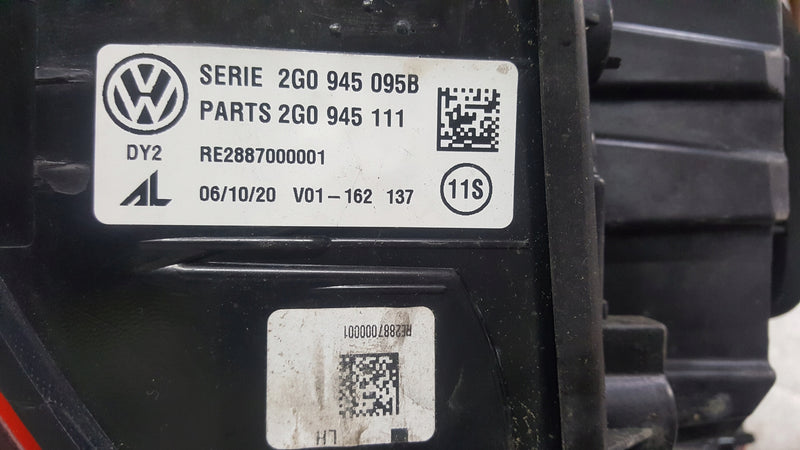 SERIE 2G0 945 095B
PARTS 2G0 945 111
DY2 RE2887000001
AL 06/10/20 V01-162 137 11S
RE2887000001
LH